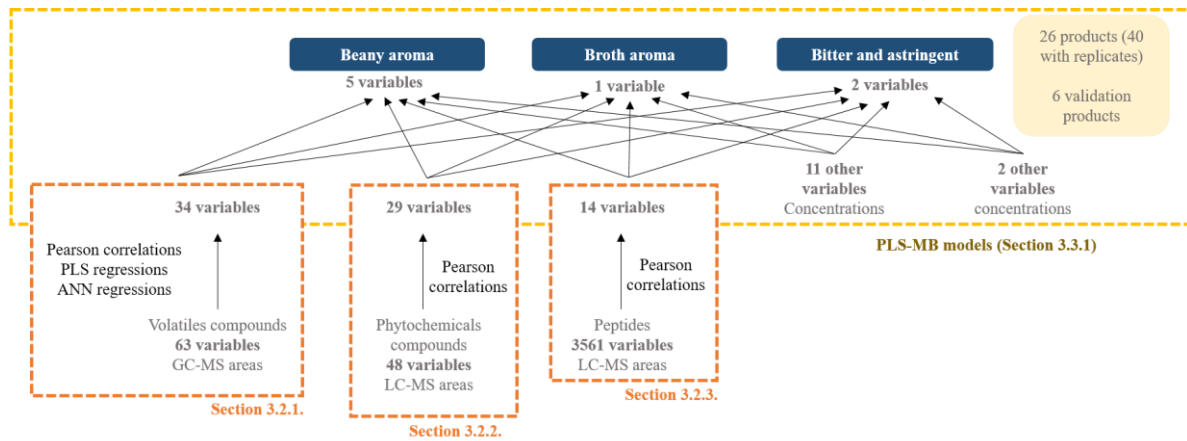 Beany aroma
5 variables
Broth aroma
1 variable
Bitter and astringent
2 variables
26 products (40
with replicates)
6 validation
products
11 other
variables
Concentrations
2 other
variables
concentrations
PLS-MB models (Section 3.3.1)
34 variables
Pearson correlations
PLS regressions
ANN regressions
Volatiles compounds
63 variables
GC-MS areas
Section 3.2.1.
29 variables
Pearson
correlations
Phytochemicals
compounds
48 variables
LC-MS areas
Section 3.2.2.
14 variables
Pearson
correlations
Peptides
3561 variables
LC-MS areas
Section 3.2.3.